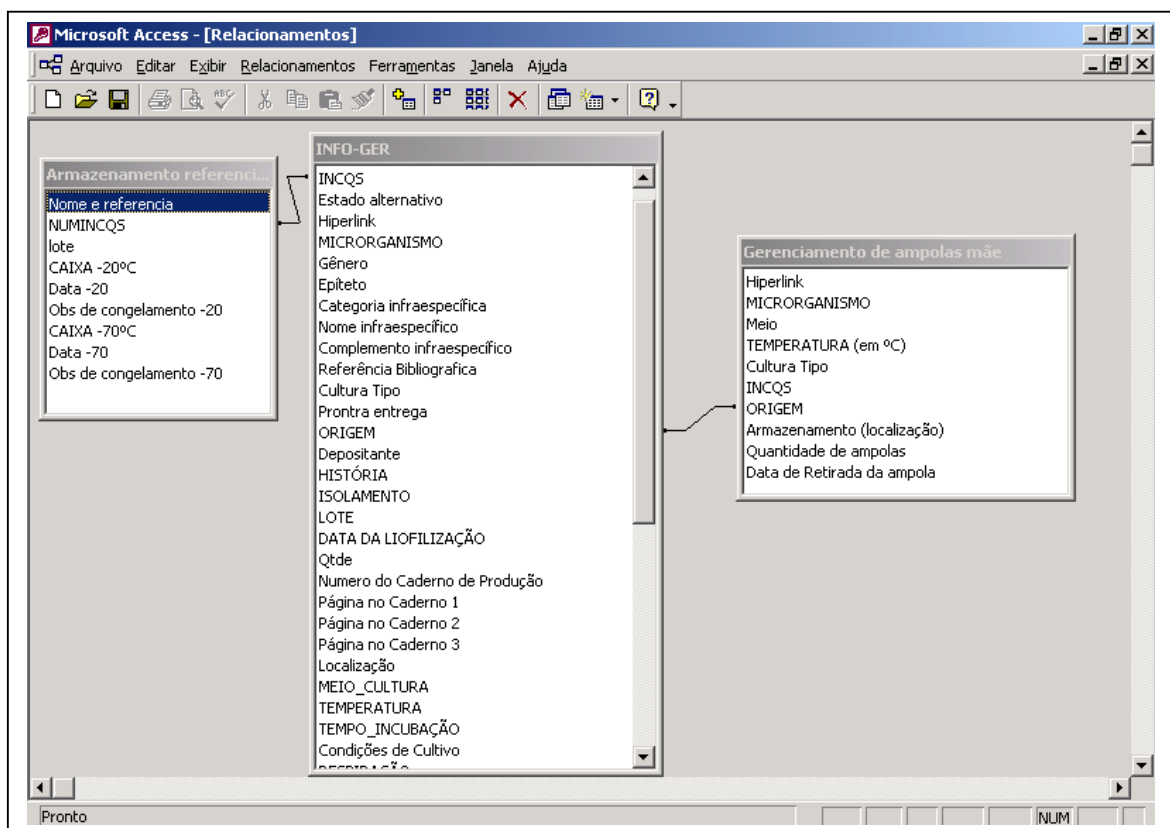 Microsoft Access - [Relacionamentos]
Arquivo Editar Exibir Relacionamentos Ferramentas Janela Ajuda
Armazenamento referenci...
Nome e referencia
NUMINCQS
lote
CAIXA -20ºC
Data -20
Obs de congelamento -20
CAIXA -70ºC
Data -70
Obs de congelamento -70
INFO-GER
INCQS
Estado alternativo
Hiperlink
MICRORGANISMO
Gênero
Epíteto
Categoria infraespecífica
Nome infraespecífico
Complemento infraespecífico
Referência Bibliografica
Cultura Tipo
Prontra entrega
ORIGEM
Depositante
HISTÓRIA
ISOLAMENTO
LOTE
DATA DA LIOFILIZAÇÃO
Qtde
Numero do Caderno de Produção
Página no Caderno 1
Página no Caderno 2
Página no Caderno 3
Localização
MEIO_CULTURA
TEMPERATURA
TEMPO_INCUBAÇÃO
Condições de Cultivo
Gerenciamento de ampolas mãe
Hiperlink
MICRORGANISMO
Meio
TEMPERATURA (em ºC)
Cultura Tipo
INCQS
ORIGEM
Armazenamento (localização)
Quantidade de ampolas
Data de Retirada da ampola
Pronto
NUM